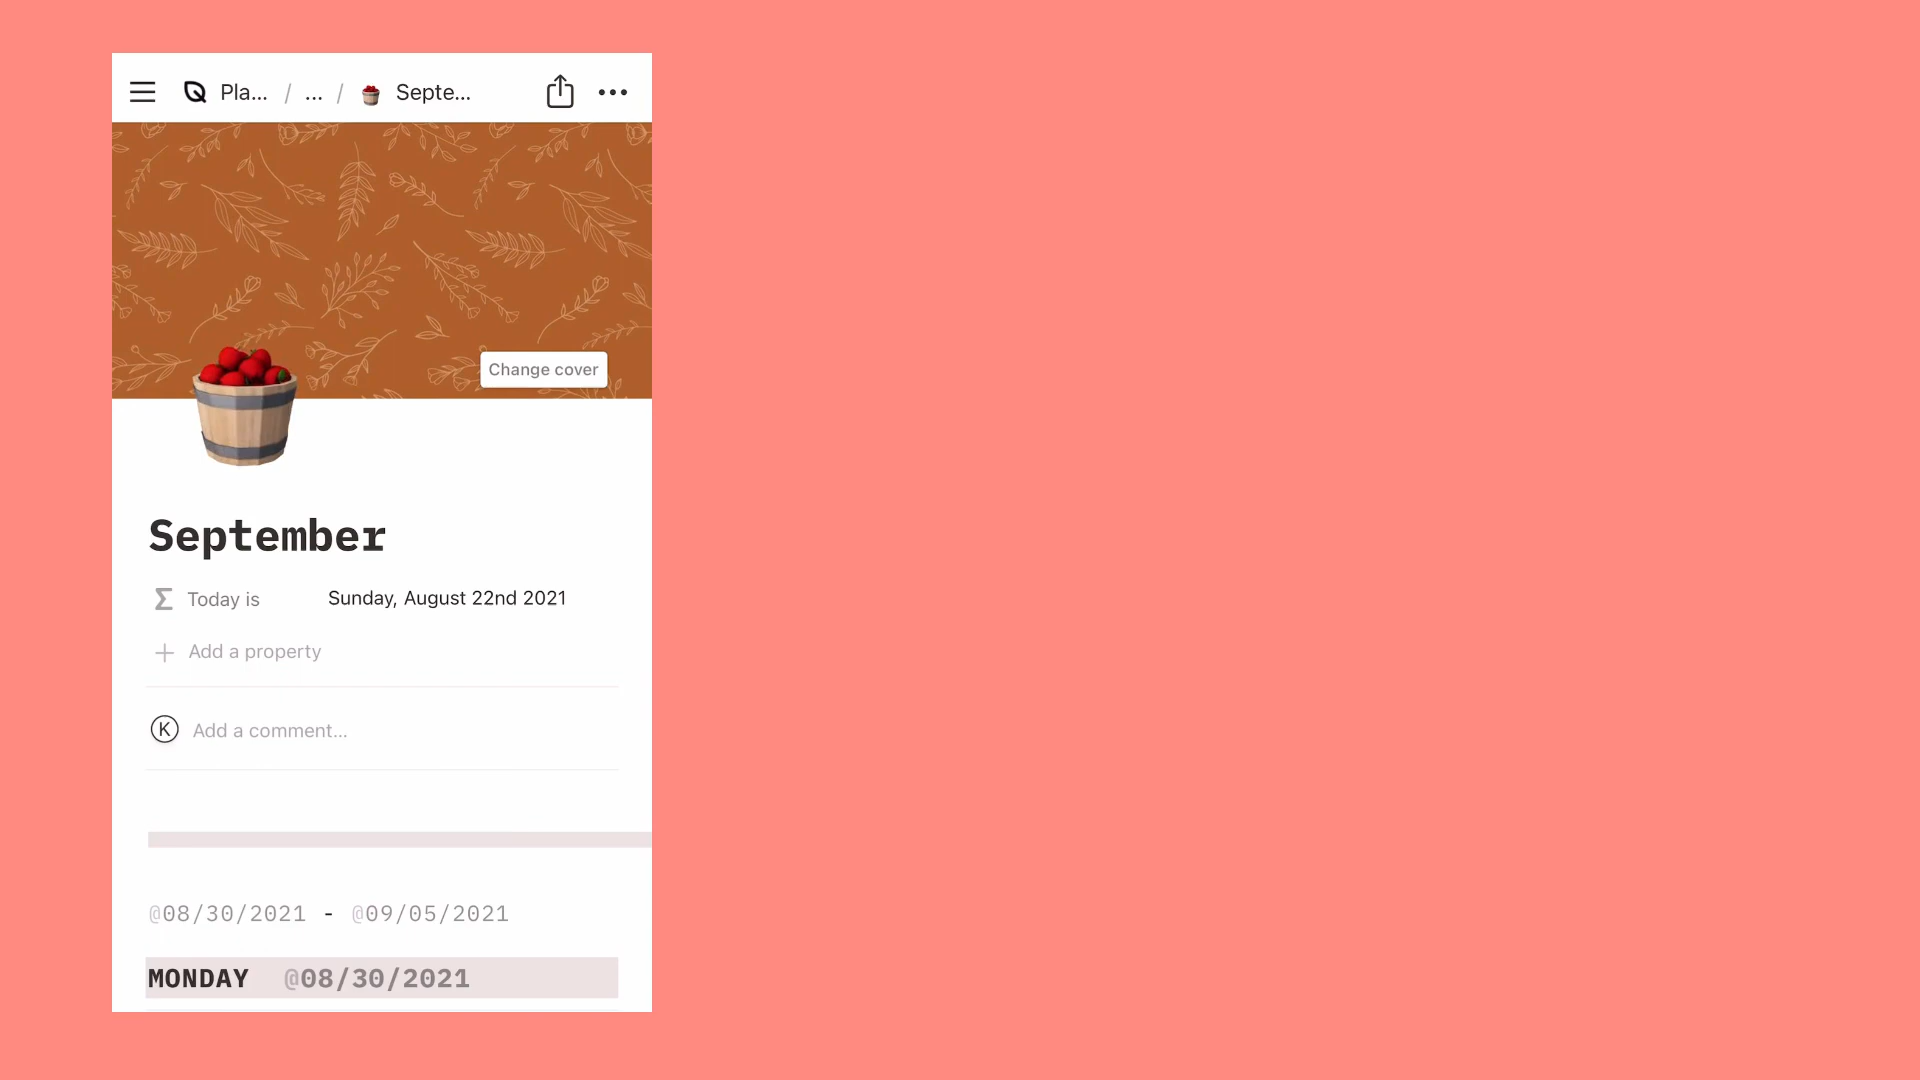 Pla... / ... / Septe...
Change cover
September
Σ Today is Sunday, August 22nd 2021
+ Add a property
K Add a comment...
@08/30/2021 - @09/05/2021
MONDAY @08/30/2021